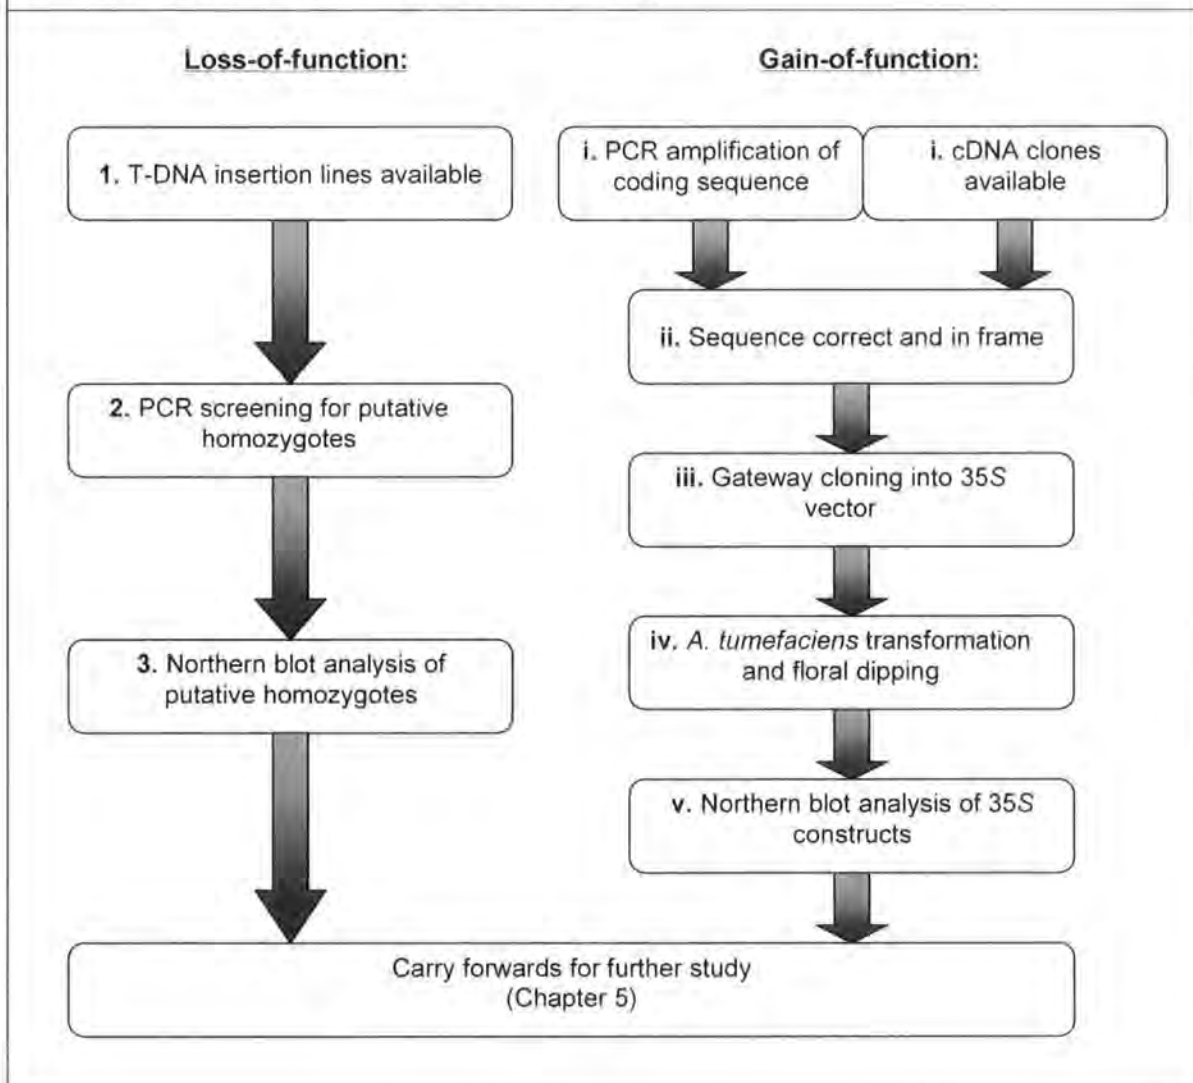 Loss-of-function:
1. T-DNA insertion lines available
2. PCR screening for putative
homozygotes
3. Northern blot analysis of
putative homozygotes
Gain-of-function:
i. PCR amplification of
coding sequence
i. cDNA clones
available
ii. Sequence correct and in frame
iii. Gateway cloning into 35S
vector
iv. A. tumefaciens transformation
and floral dipping
v. Northern blot analysis of 35S
constructs
Carry forwards for further study
(Chapter 5)